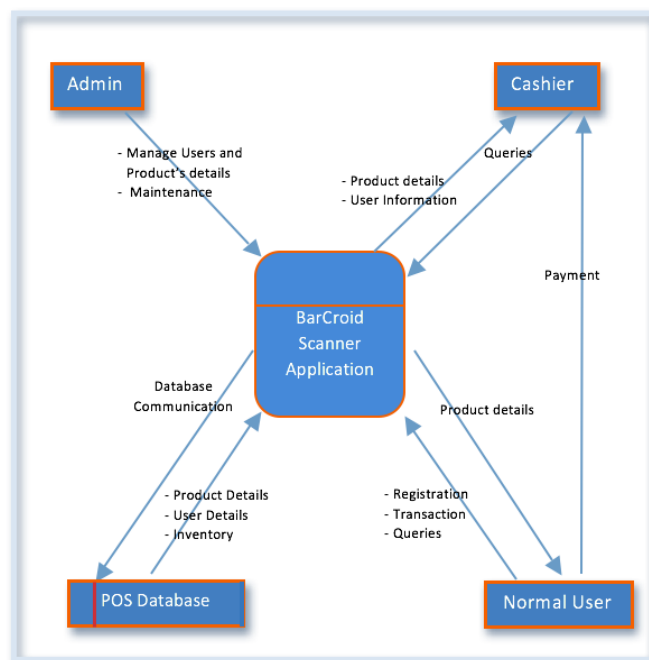 Admin
Cashier
- Manage Users and
Product's details
- Maintenance
Queries
- Product details
- User Information
Payment
BarCroid
Scanner
Application
Database
Communication
Product details
- Product Details
- User Details
- Inventory
- Registration
- Transaction
- Queries
POS Database
Normal User